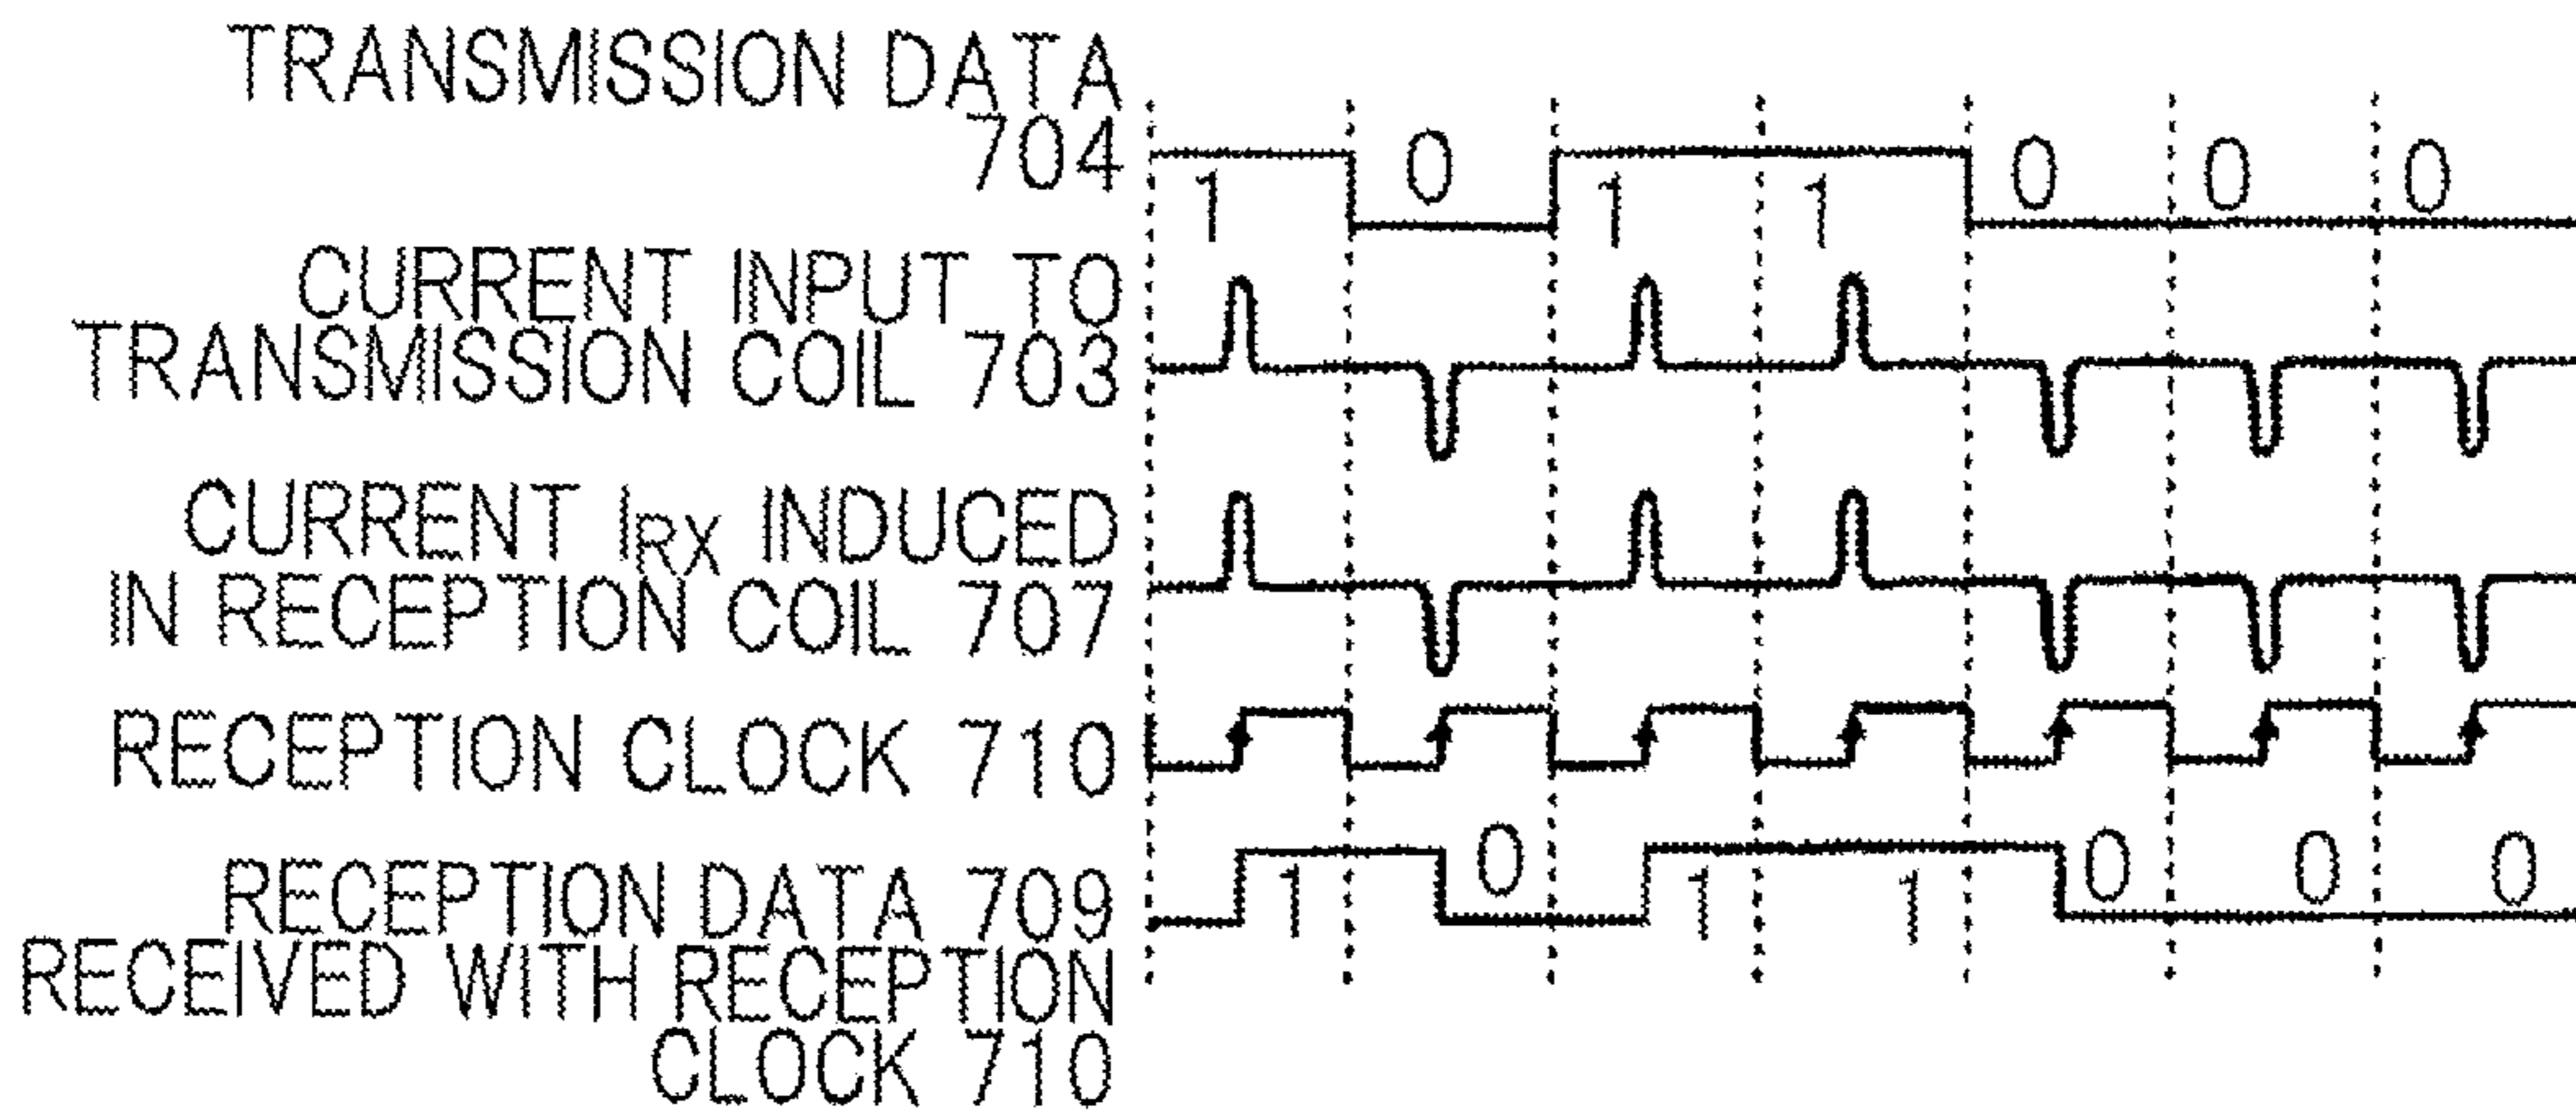 TRANSMISSION DATA
704
1 0 1 1 0 0 0
CURRENT INPUT TO
TRANSMISSION COIL 703
CURRENT IRX INDUCED
IN RECEPTION COIL 707
RECEPTION CLOCK 710
RECEPTION DATA 709
1 0 1 1 0 0 0
RECEIVED WITH RECEPTION
CLOCK 710